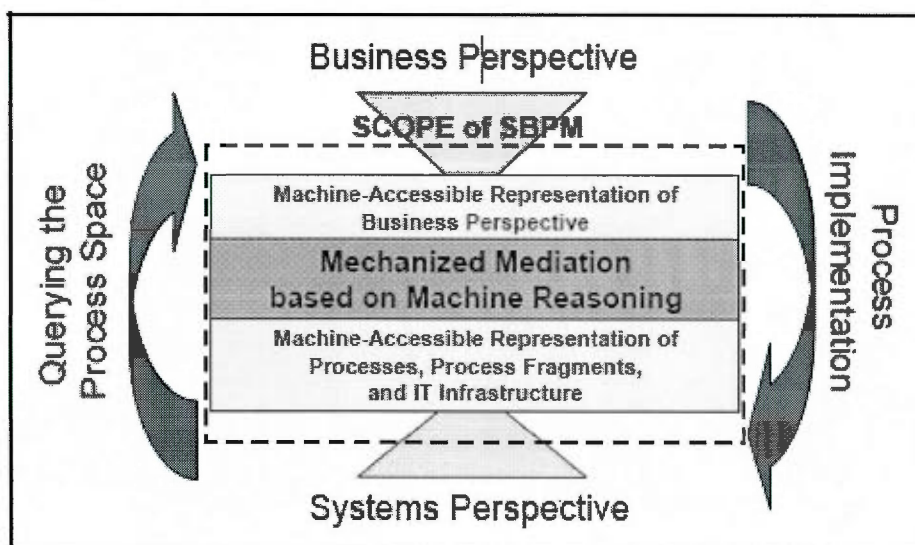 Business Perspective
SCOPE of SBPM
Querying the
Process Space
Machine-Accessible Representation of
Business Perspective
Mechanized Mediation
based on Machine Reasoning
Machine-Accessible Representation of
Processes, Process Fragments,
and IT Infrastructure
Process
Implementation
Systems Perspective